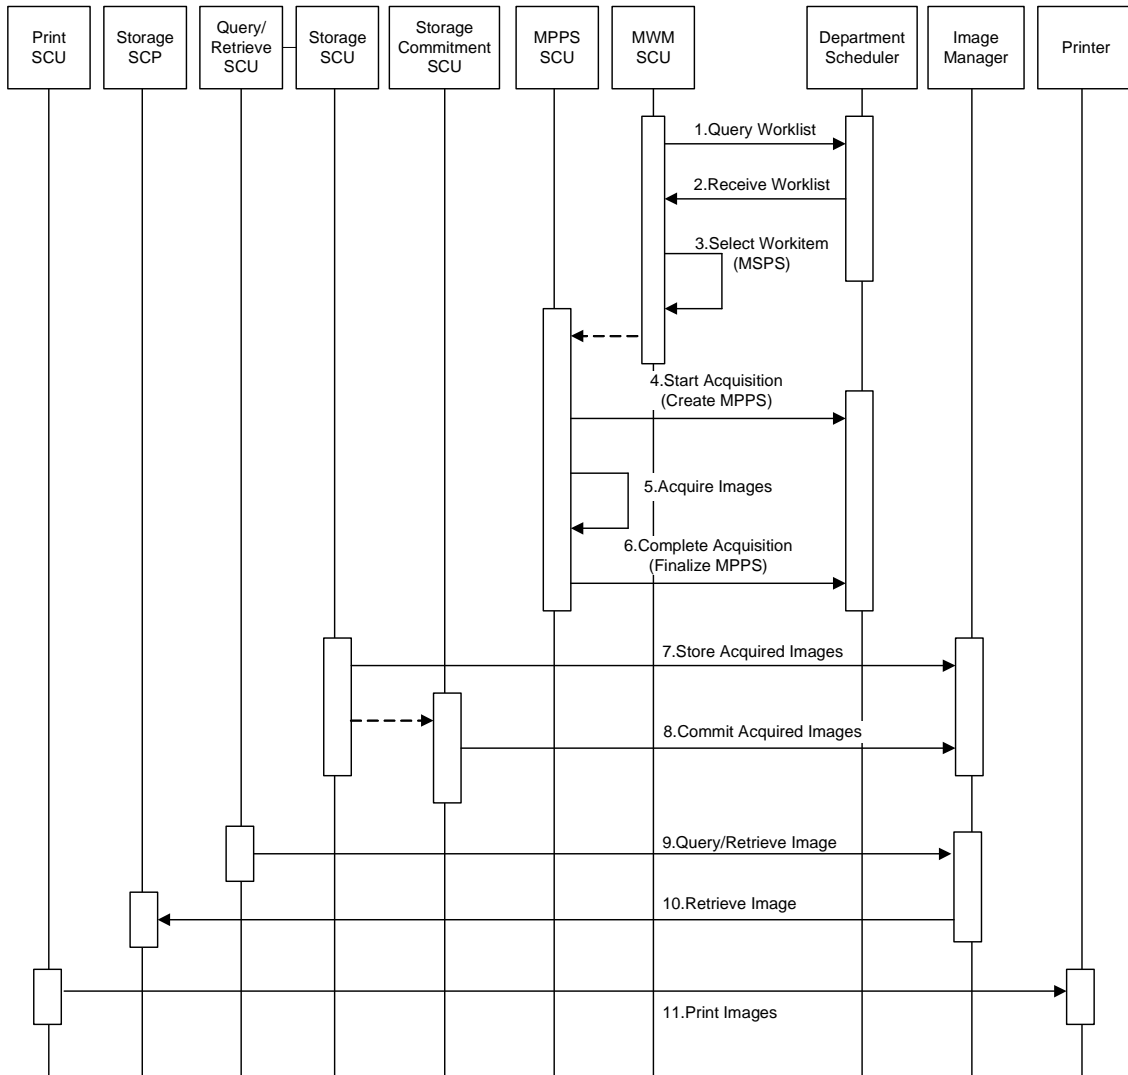 Print
SCU
Storage
SCP
Query/
Retrieve
SCU
Storage
SCU
Storage
Commitment
SCU
MPPS
SCU
MWM
SCU
Department
Scheduler
Image
Manager
Printer
1.Query Worklist
2.Receive Worklist
3.Select Workitem
(MSPS)
4.Start Acquisition
(Create MPPS)
5.Acquire Images
6.Complete Acquisition
(Finalize MPPS)
7.Store Acquired Images
8.Commit Acquired Images
9.Query/Retrieve Image
10.Retrieve Image
11.Print Images